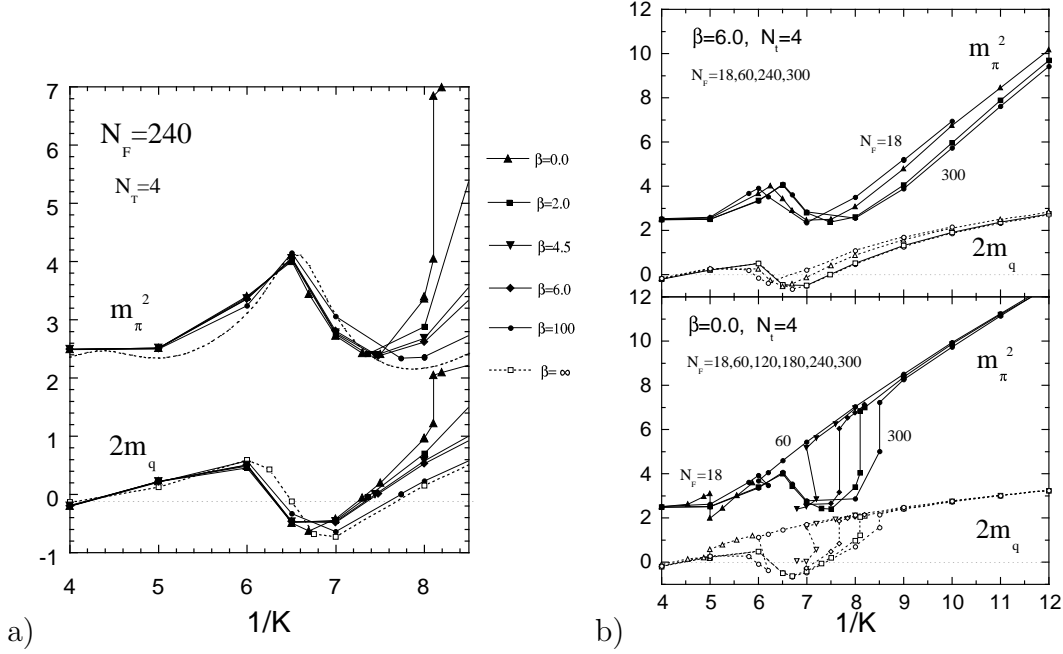 7
6
5
4
3
2
1
0
-1
N_F=240
N_T=4
m_π^2
2m_q
4 5 6 7 8
1/K
a)
β=0.0
β=2.0
β=4.5
β=6.0
β=100
β=∞
12
10
8
6
4
2
0
β=6.0, N_t=4
N_F=18,60,240,300
m_π^2
N_F=18
300
2m_q
12
10
8
6
4
2
0
β=0.0, N_t=4
N_F=18,60,120,180,240,300
m_π^2
60
300
N_F=18
2m_q
4 5 6 7 8 9 10 11 12
1/K
b)